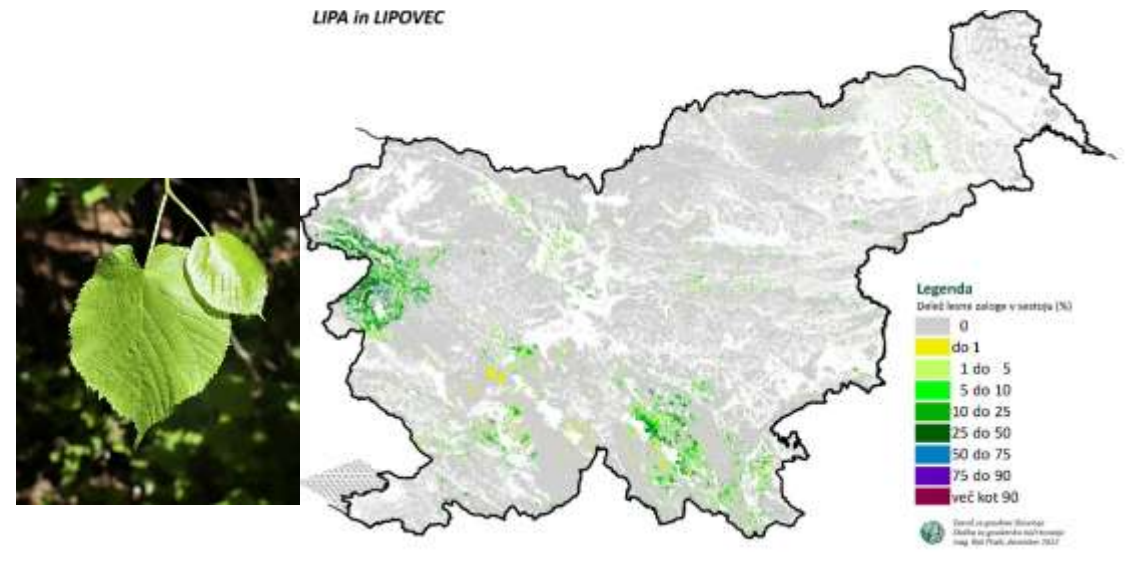 LIPA in LIPOVEC
Legenda
Delež lesne zaloge v sestoju (%)
0
do 1
1 do 5
5 do 10
10 do 25
25 do 50
50 do 75
75 do 90
več kot 90
Zavod za gozdove Slovenije